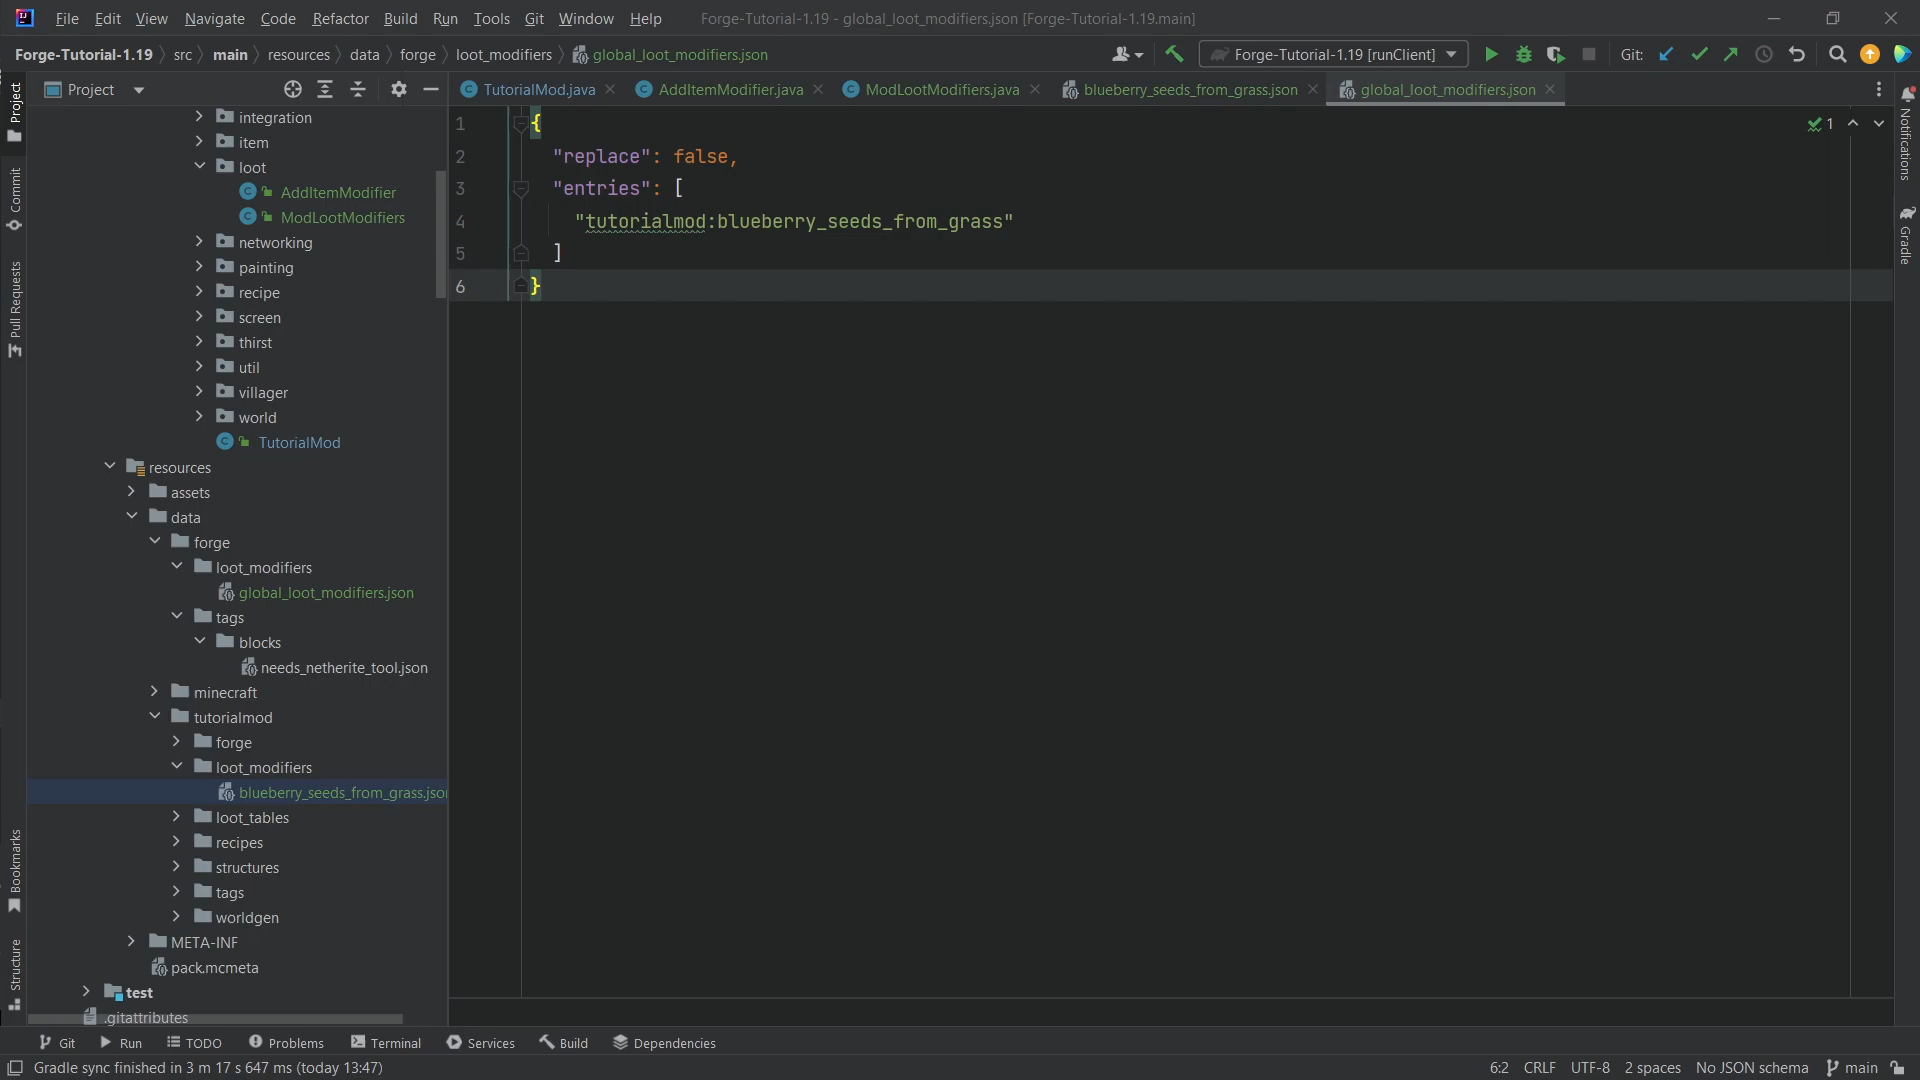 File Edit View Navigate Code Refactor Build Run Tools Git Window Help Forge-Tutorial-1.19 - global_loot_modifiers.json [Forge-Tutorial-1.19.main]
Forge-Tutorial-1.19 src main resources data forge loot_modifiers global_loot_modifiers.json Forge-Tutorial-1.19 [runClient] Git:
Project
TutorialMod.java AddItemModifier.java ModLootModifiers.java blueberry_seeds_from_grass.json global_loot_modifiers.json
Project
Commit
Pull Requests
Bookmarks
Structure
integration
item
loot
AddItemModifier
ModLootModifiers
networking
painting
recipe
screen
thirst
util
villager
world
TutorialMod
resources
assets
data
forge
loot_modifiers
global_loot_modifiers.json
tags
blocks
needs_netherite_tool.json
minecraft
tutorialmod
forge
loot_modifiers
blueberry_seeds_from_grass.jso
loot_tables
recipes
structures
tags
worldgen
META-INF
pack.mcmeta
test
.gitattributes
1 {
2 "replace": false,
3 "entries": [
4 "tutorialmod:blueberry_seeds_from_grass"
5 ]
6 }
1
Notifications
Gradle
Git Run TODO Problems Terminal Services Build Dependencies
Gradle sync finished in 3 m 17 s 647 ms (today 13:47) 6:2 CRLF UTF-8 2 spaces No JSON schema main